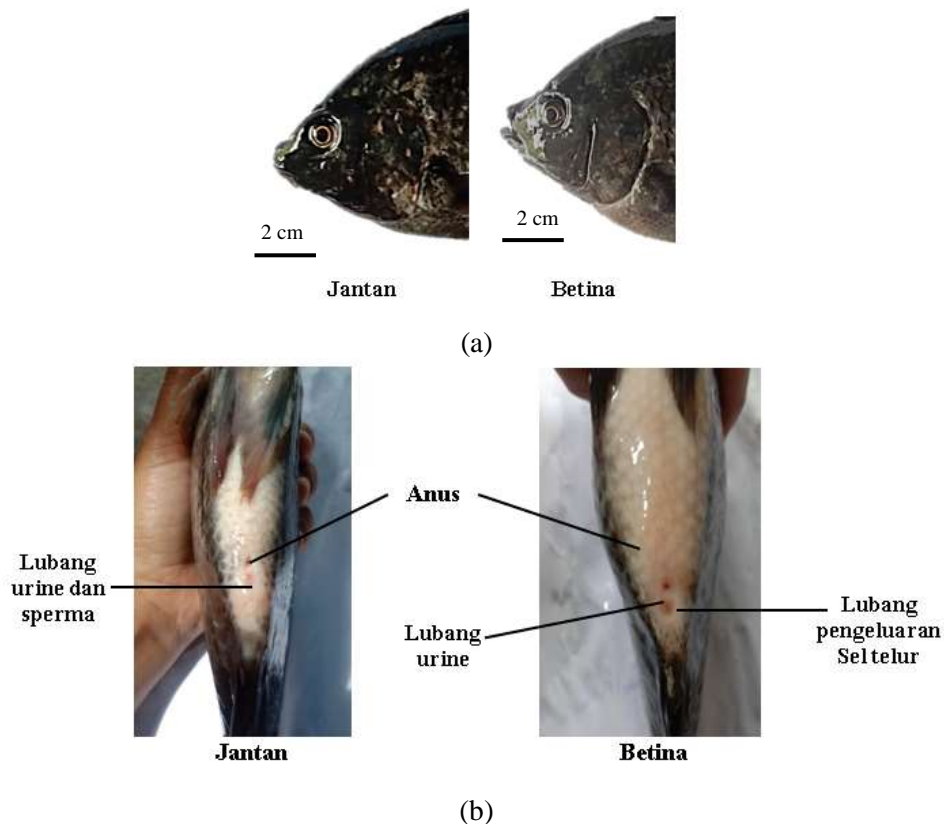 2 cm
2 cm
Jantan
Betina
(a)
Anus
Lubang
urine dan
sperma
Lubang
urine
Lubang
pengeluaran
Sel telur
Jantan
Betina
(b)